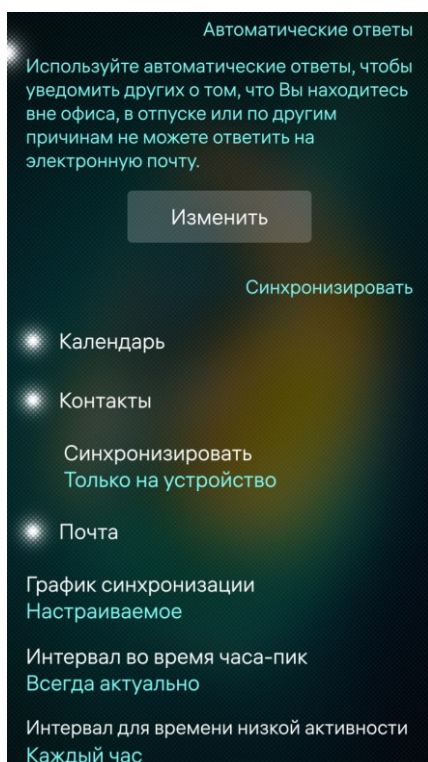 Автоматические ответы
Используйте автоматические ответы, чтобы
уведомить других о том, что Вы находитесь
вне офиса, в отпуске или по другим
причинам не можете ответить на
электронную почту.
Изменить
Синхронизировать
Календарь
Контакты
Синхронизировать
Только на устройство
Почта
График синхронизации
Настраиваемое
Интервал во время часа-пик
Всегда актуально
Интервал для времени низкой активности
Каждый час